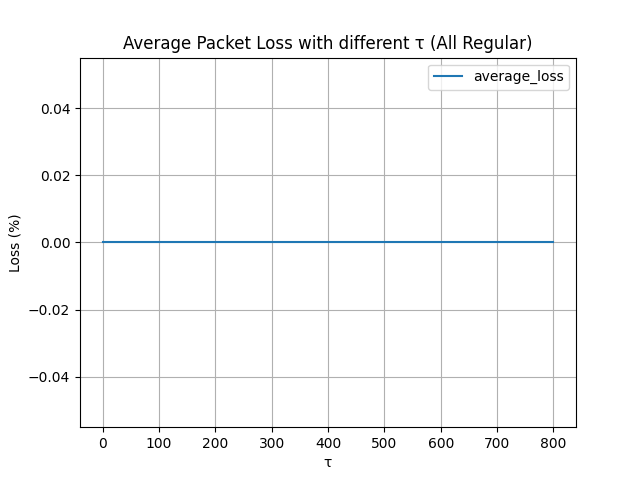 Average Packet Loss with different τ (All Regular)
average_loss
Loss (%)
0.04
0.02
0.00
−0.02
−0.04
0 100 200 300 400 500 600 700 800
τ